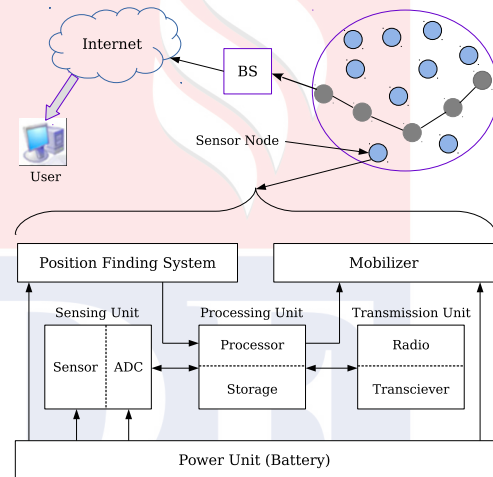 Internet
BS
Sensor Node
User
Position Finding System
Mobilizer
Sensing Unit
Processing Unit
Transmission Unit
Sensor
ADC
Processor
Storage
Radio
Transciever
Power Unit (Battery)